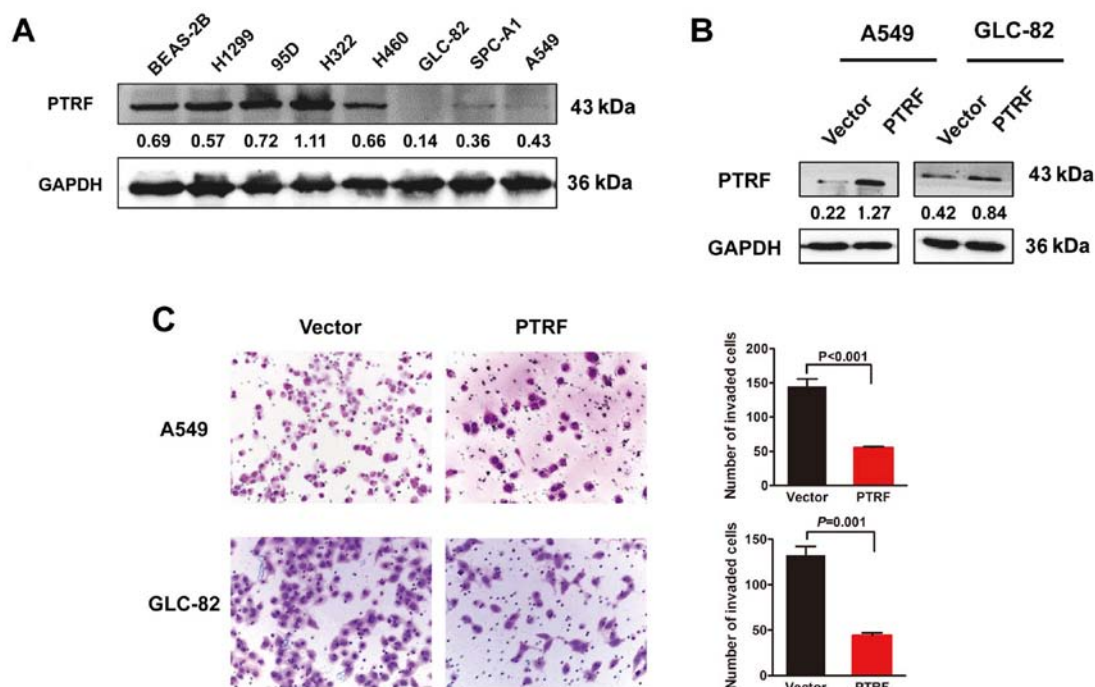 A
BEAS-2B H1299 95D H322 H460 GLC-82 SPC-A1 A549
PTRF 43 kDa
0.69 0.57 0.72 1.11 0.66 0.14 0.36 0.43
GAPDH 36 kDa
B
A549 GLC-82
Vector PTRF Vector PTRF
PTRF 43 kDa
0.22 1.27 0.42 0.84
GAPDH 36 kDa
C
Vector PTRF
A549
GLC-82
Number of invaded cells
200
150
100
50
0
P<0.001
Vector PTRF
Number of invaded cells
150
100
50
0
P=0.001
Vector PTRF